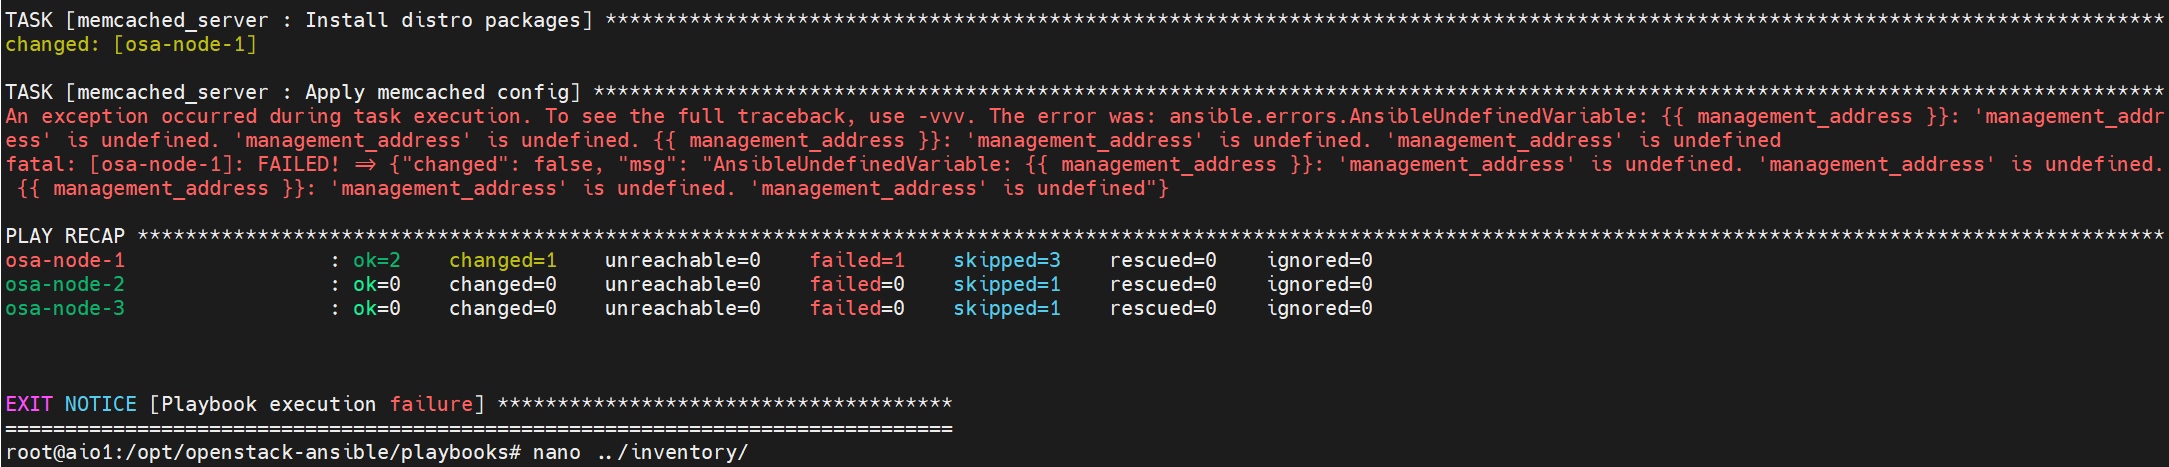 TASK [memcached_server : Install distro packages] **********************************************************************************************************************************
changed: [osa-node-1]
TASK [memcached_server : Apply memcached config] ***********************************************************************************************************************************
An exception occurred during task execution. To see the full traceback, use -vvv. The error was: ansible.errors.AnsibleUndefinedVariable: {{ management_address }}: 'management_addr
ess' is undefined. 'management_address' is undefined. {{ management_address }}: 'management_address' is undefined. 'management_address' is undefined
fatal: [osa-node-1]: FAILED! => {"changed": false, "msg": "AnsibleUndefinedVariable: {{ management_address }}: 'management_address' is undefined. 'management_address' is undefined.
{{ management_address }}: 'management_address' is undefined. 'management_address' is undefined"}
PLAY RECAP *************************************************************************************************************************************************************************
osa-node-1                 : ok=2    changed=1    unreachable=0    failed=1    skipped=3    rescued=0    ignored=0
osa-node-2                 : ok=0    changed=0    unreachable=0    failed=0    skipped=1    rescued=0    ignored=0
osa-node-3                 : ok=0    changed=0    unreachable=0    failed=0    skipped=1    rescued=0    ignored=0
EXIT NOTICE [Playbook execution failure] **************************************
===============================================================================
root@aio1:/opt/openstack-ansible/playbooks# nano ../inventory/